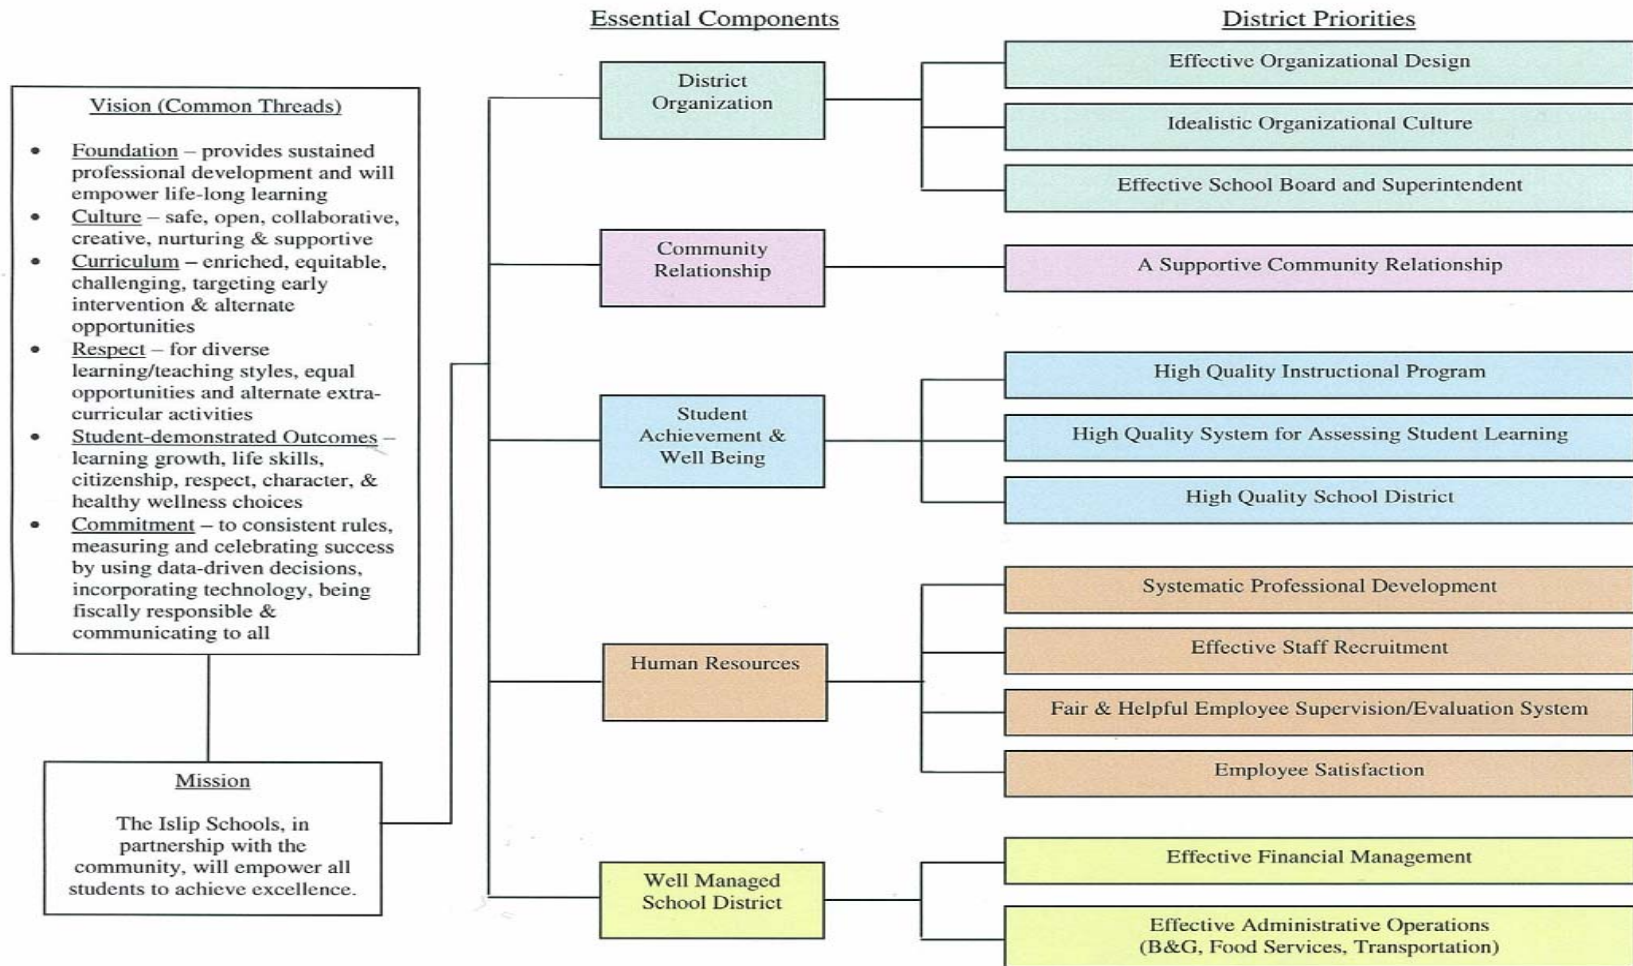 Essential Components
District Priorities
Vision (Common Threads)
• Foundation – provides sustained
professional development and will
empower life-long learning
• Culture – safe, open, collaborative,
creative, nurturing & supportive
• Curriculum – enriched, equitable,
challenging, targeting early
intervention & alternate
opportunities
• Respect – for diverse
learning/teaching styles, equal
opportunities and alternate extra-
curricular activities
• Student-demonstrated Outcomes –
learning growth, life skills,
citizenship, respect, character, &
healthy wellness choices
• Commitment – to consistent rules,
measuring and celebrating success
by using data-driven decisions,
incorporating technology, being
fiscally responsible &
communicating to all
Mission
The Islip Schools, in
partnership with the
community, will empower all
students to achieve excellence.
District
Organization
Effective Organizational Design
Idealistic Organizational Culture
Effective School Board and Superintendent
Community
Relationship
A Supportive Community Relationship
Student
Achievement &
Well Being
High Quality Instructional Program
High Quality System for Assessing Student Learning
High Quality School District
Human Resources
Systematic Professional Development
Effective Staff Recruitment
Fair & Helpful Employee Supervision/Evaluation System
Employee Satisfaction
Well Managed
School District
Effective Financial Management
Effective Administrative Operations
(B&G, Food Services, Transportation)